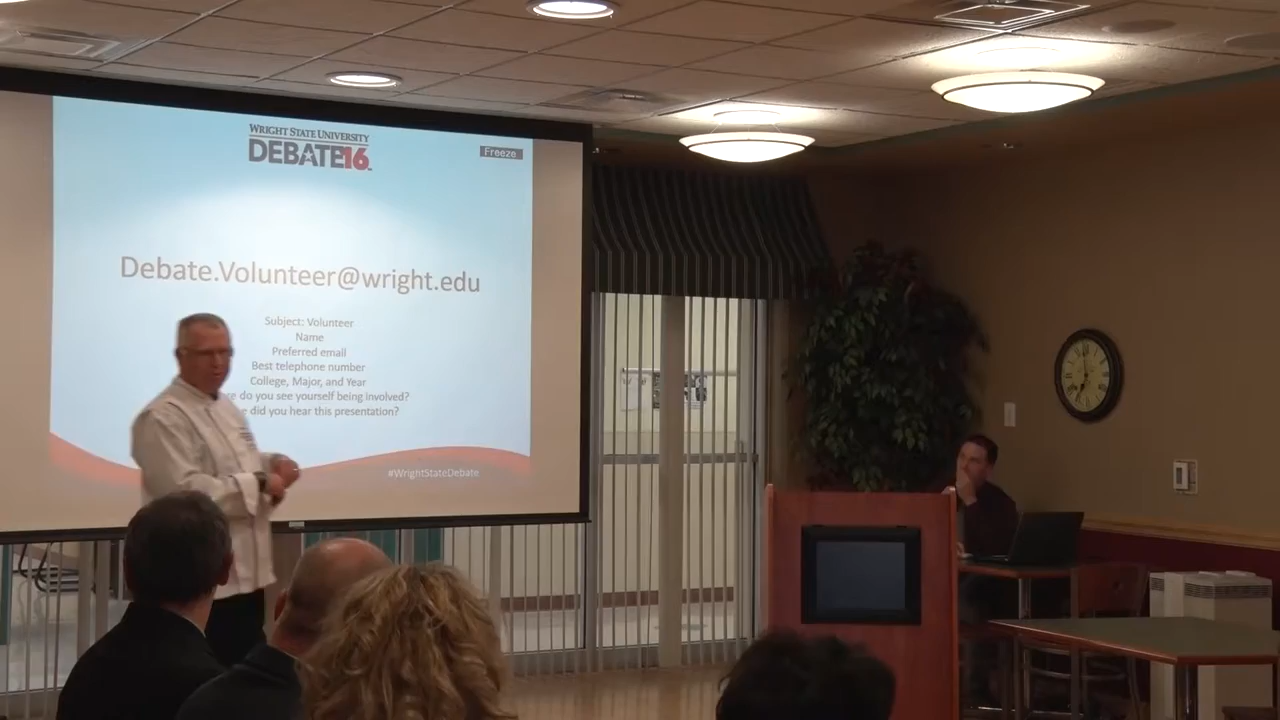 WRIGHT STATE UNIVERSITY
DEBATE16
Freeze
Debate.Volunteer@wright.edu
Subject: Volunteer
Name
Preferred email
Best telephone number
College, Major, and Year
do you see yourself being involved?
did you hear this presentation?
#WrightStateDebate